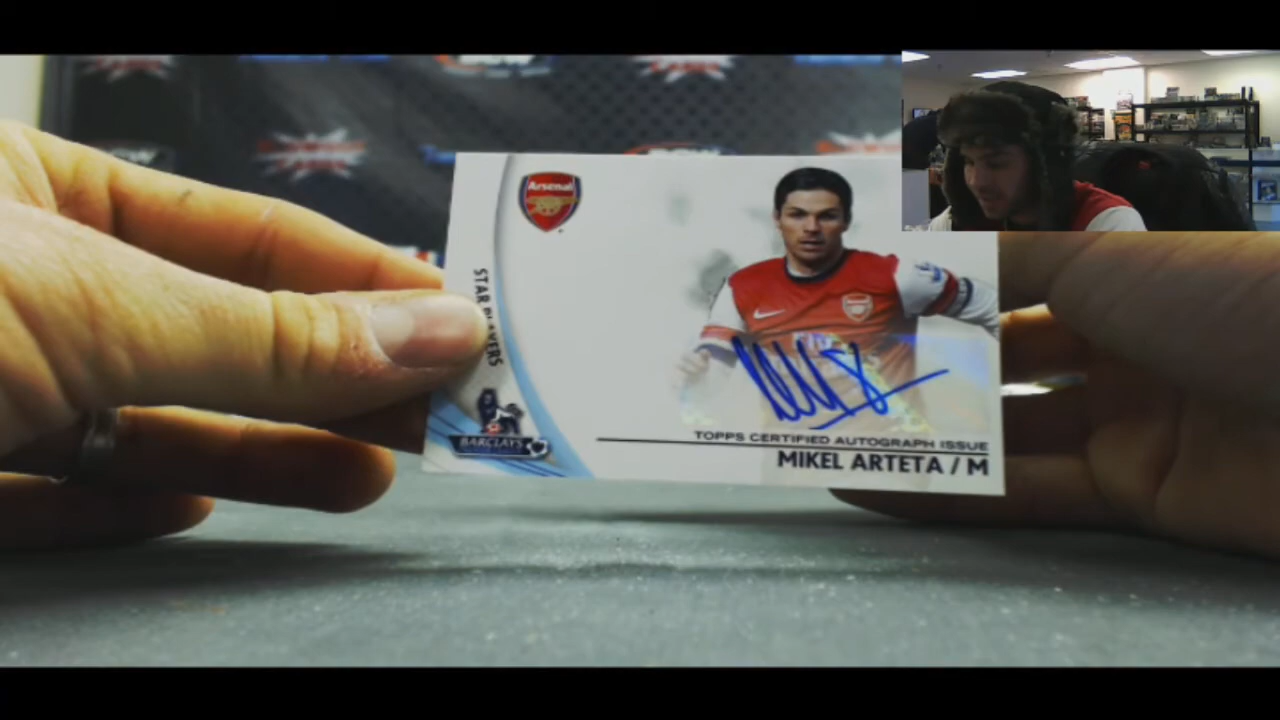 Arsenal
STAR PLAYERS
BARCLAYS
TOPPS CERTIFIED AUTOGRAPH ISSUE
MIKEL ARTETA / M